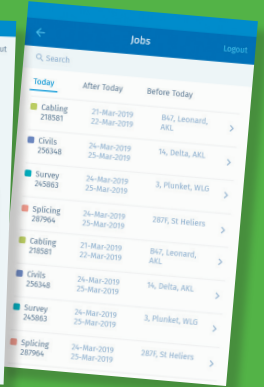 ut
Jobs Logout
Search
Today After Today Before Today
Cabling 21-Mar-2019 B47, Leonard,
218581 22-Mar-2019 AKL
Civils 24-Mar-2019 14, Delta, AKL
256348 25-Mar-2019
Survey 24-Mar-2019 3, Plunket, WLG
245863 25-Mar-2019
Splicing 24-Mar-2019 287F, St Heliers
287964 25-Mar-2019
Cabling 21-Mar-2019 B47, Leonard,
218581 22-Mar-2019 AKL
Civils 24-Mar-2019 14, Delta, AKL
256348 25-Mar-2019
Survey 24-Mar-2019 3, Plunket, WLG
245863 25-Mar-2019
Splicing 24-Mar-2019 287F, St Heliers
287964 25-Mar-2019